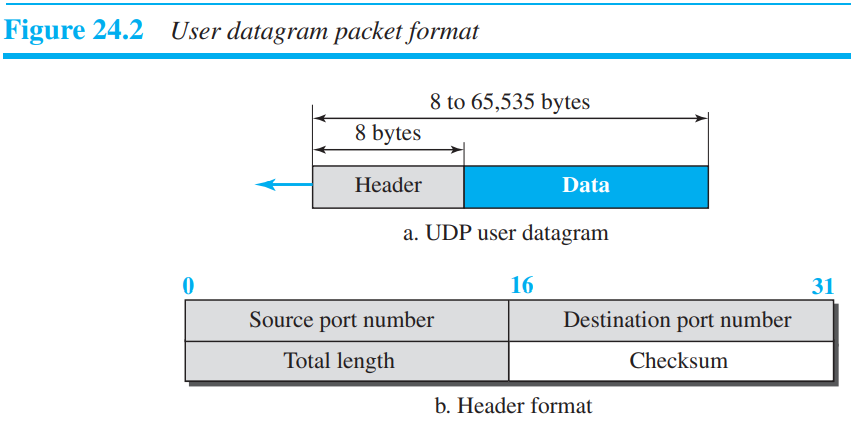 Figure 24.2 User datagram packet format
8 to 65,535 bytes
8 bytes
Header Data
a. UDP user datagram
0 16 31
Source port number Destination port number
Total length Checksum
b. Header format